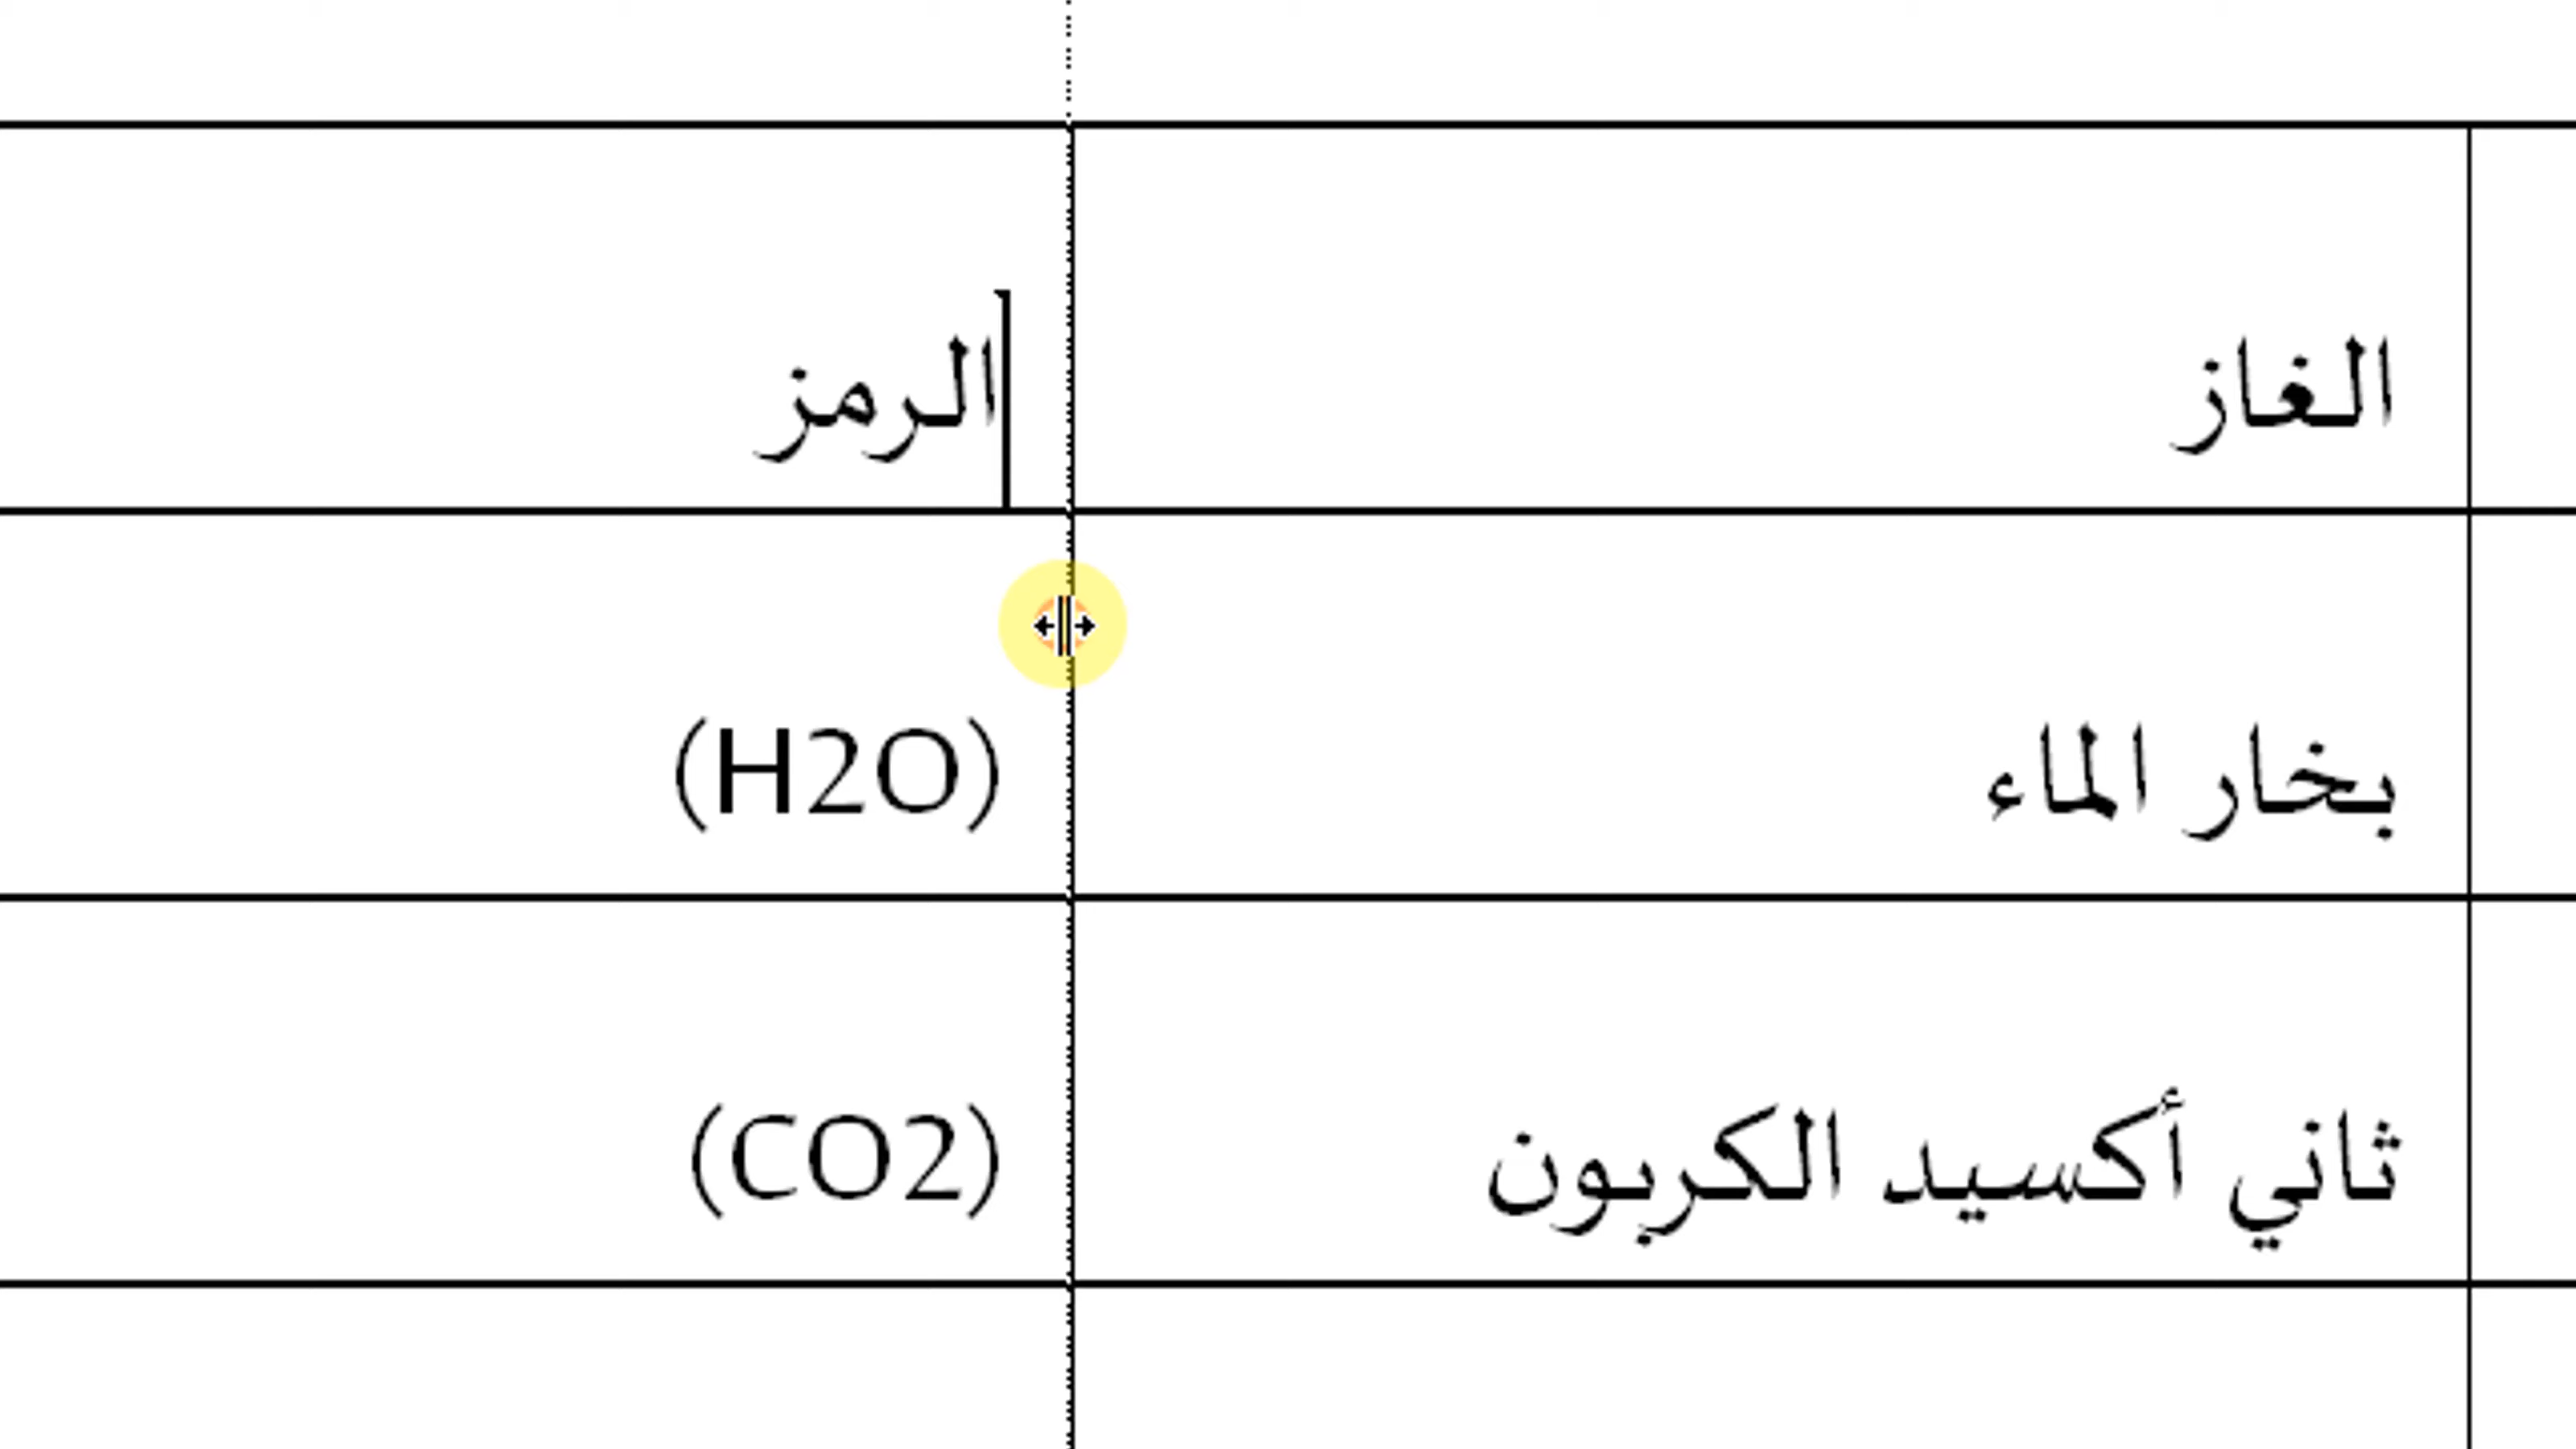 الغاز الرمز
بخار الماء (H2O)
ثاني أكسيد الكربون (CO2)